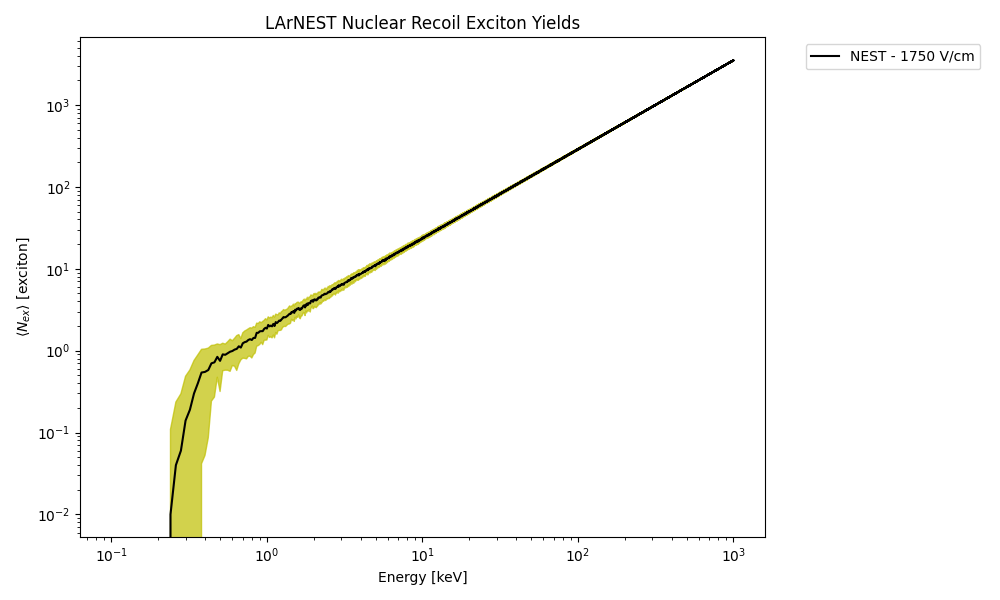 LArNEST Nuclear Recoil Exciton Yields
NEST - 1750 V/cm
10³
10²
10¹
10⁰
10⁻¹
10⁻²
⟨Nₑₓ⟩ [exciton]
10⁻¹ 10⁰ 10¹ 10² 10³
Energy [keV]